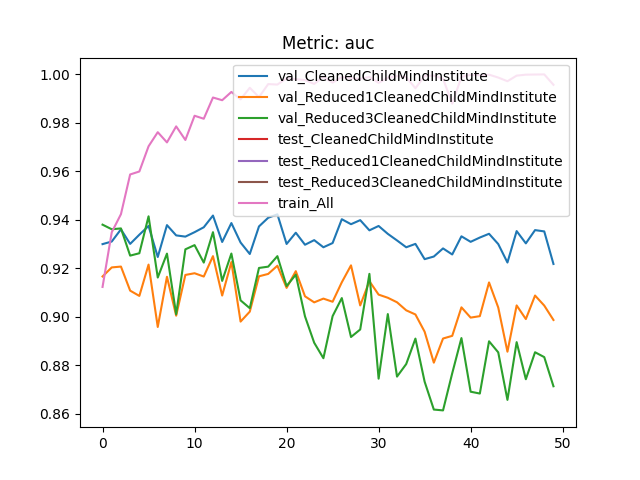 Metric: auc
1.00
0.98
0.96
0.94
0.92
0.90
0.88
0.86
val_CleanedChildMindInstitute
val_Reduced1CleanedChildMindInstitute
val_Reduced3CleanedChildMindInstitute
test_CleanedChildMindInstitute
test_Reduced1CleanedChildMindInstitute
test_Reduced3CleanedChildMindInstitute
train_All
0
10
20
30
40
50